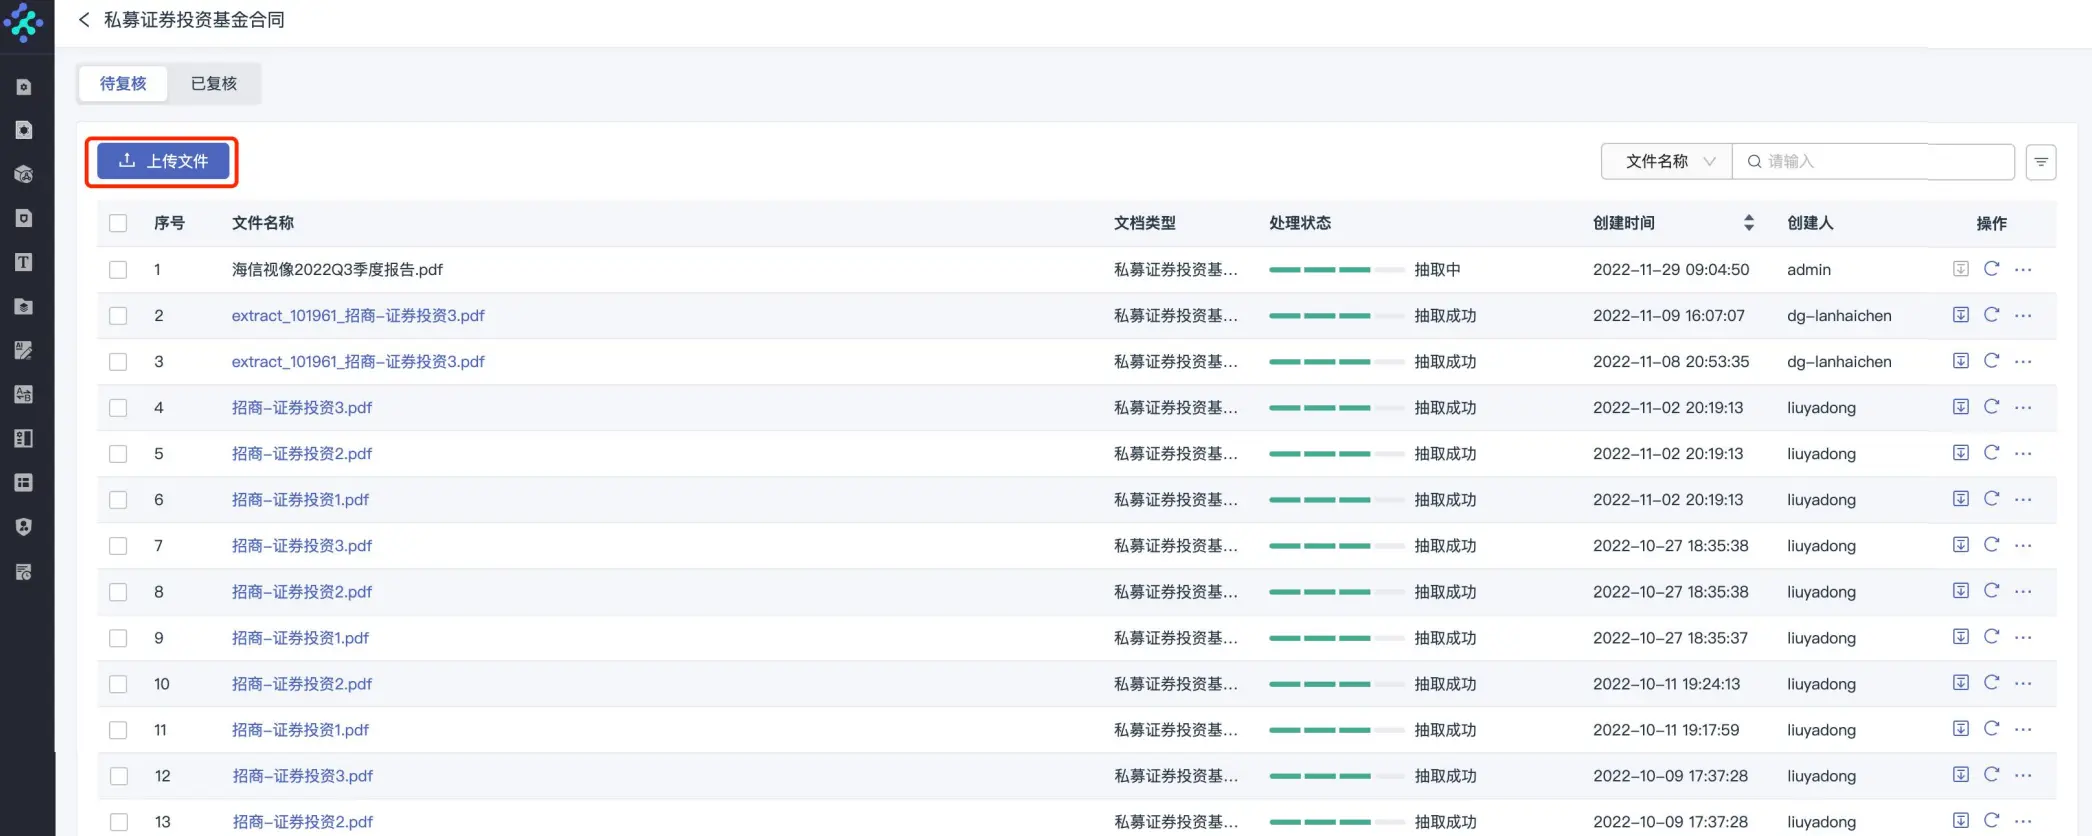 私募证券投资基金合同
待复核 已复核
上传文件 文件名称 请输入
序号 文件名称 文档类型 处理状态 创建时间 创建人 操作
1 海信视像2022Q3季度报告.pdf 私募证券投资基... 抽取中 2022-11-29 09:04:50 admin
2 extract_101961_招商-证券投资3.pdf 私募证券投资基... 抽取成功 2022-11-09 16:07:07 dg-lanhaichen
3 extract_101961_招商-证券投资3.pdf 私募证券投资基... 抽取成功 2022-11-08 20:53:35 dg-lanhaichen
4 招商-证券投资3.pdf 私募证券投资基... 抽取成功 2022-11-02 20:19:13 liuyadong
5 招商-证券投资2.pdf 私募证券投资基... 抽取成功 2022-11-02 20:19:13 liuyadong
6 招商-证券投资1.pdf 私募证券投资基... 抽取成功 2022-11-02 20:19:13 liuyadong
7 招商-证券投资3.pdf 私募证券投资基... 抽取成功 2022-10-27 18:35:38 liuyadong
8 招商-证券投资2.pdf 私募证券投资基... 抽取成功 2022-10-27 18:35:38 liuyadong
9 招商-证券投资1.pdf 私募证券投资基... 抽取成功 2022-10-27 18:35:37 liuyadong
10 招商-证券投资2.pdf 私募证券投资基... 抽取成功 2022-10-11 19:24:13 liuyadong
11 招商-证券投资1.pdf 私募证券投资基... 抽取成功 2022-10-11 19:17:59 liuyadong
12 招商-证券投资3.pdf 私募证券投资基... 抽取成功 2022-10-09 17:37:28 liuyadong
13 招商-证券投资2.pdf 私募证券投资基... 抽取成功 2022-10-09 17:37:28 liuyadong